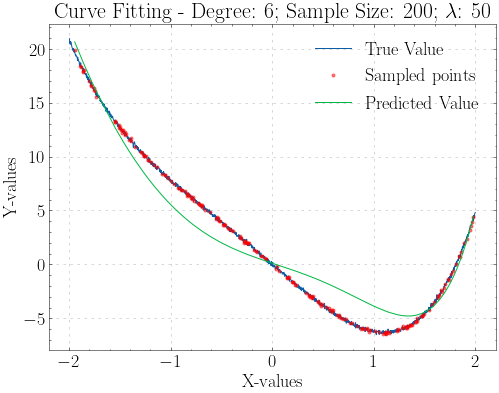 Curve Fitting - Degree: 6; Sample Size: 200; λ: 50
True Value
Sampled points
Predicted Value
Y-values
20
15
10
5
0
−5
−2
−1
0
1
2
X-values